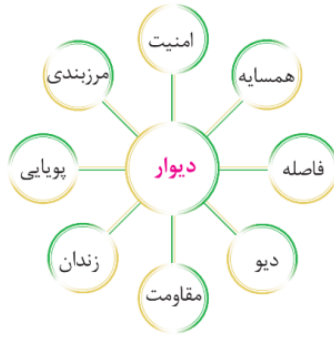 امنیت
همسایه
مرزبندی
فاصله
دیوار
پویایی
دیو
زندان
مقاومت